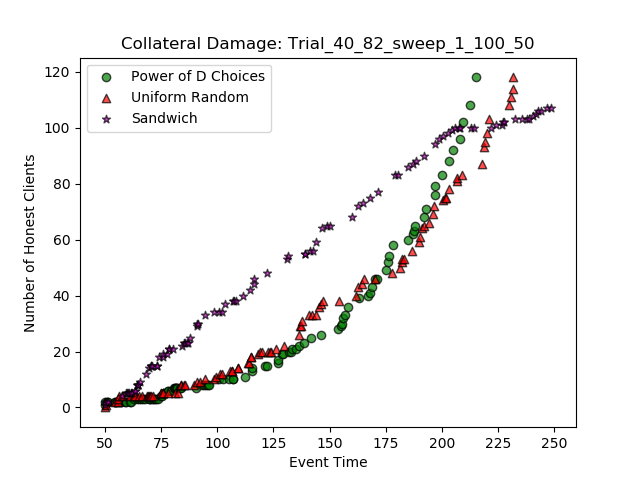 Collateral Damage: Trial_40_82_sweep_1_100_50
Power of D Choices
Uniform Random
Sandwich
Number of Honest Clients
120
100
80
60
40
20
0
50
75
100
125
150
175
200
225
250
Event Time